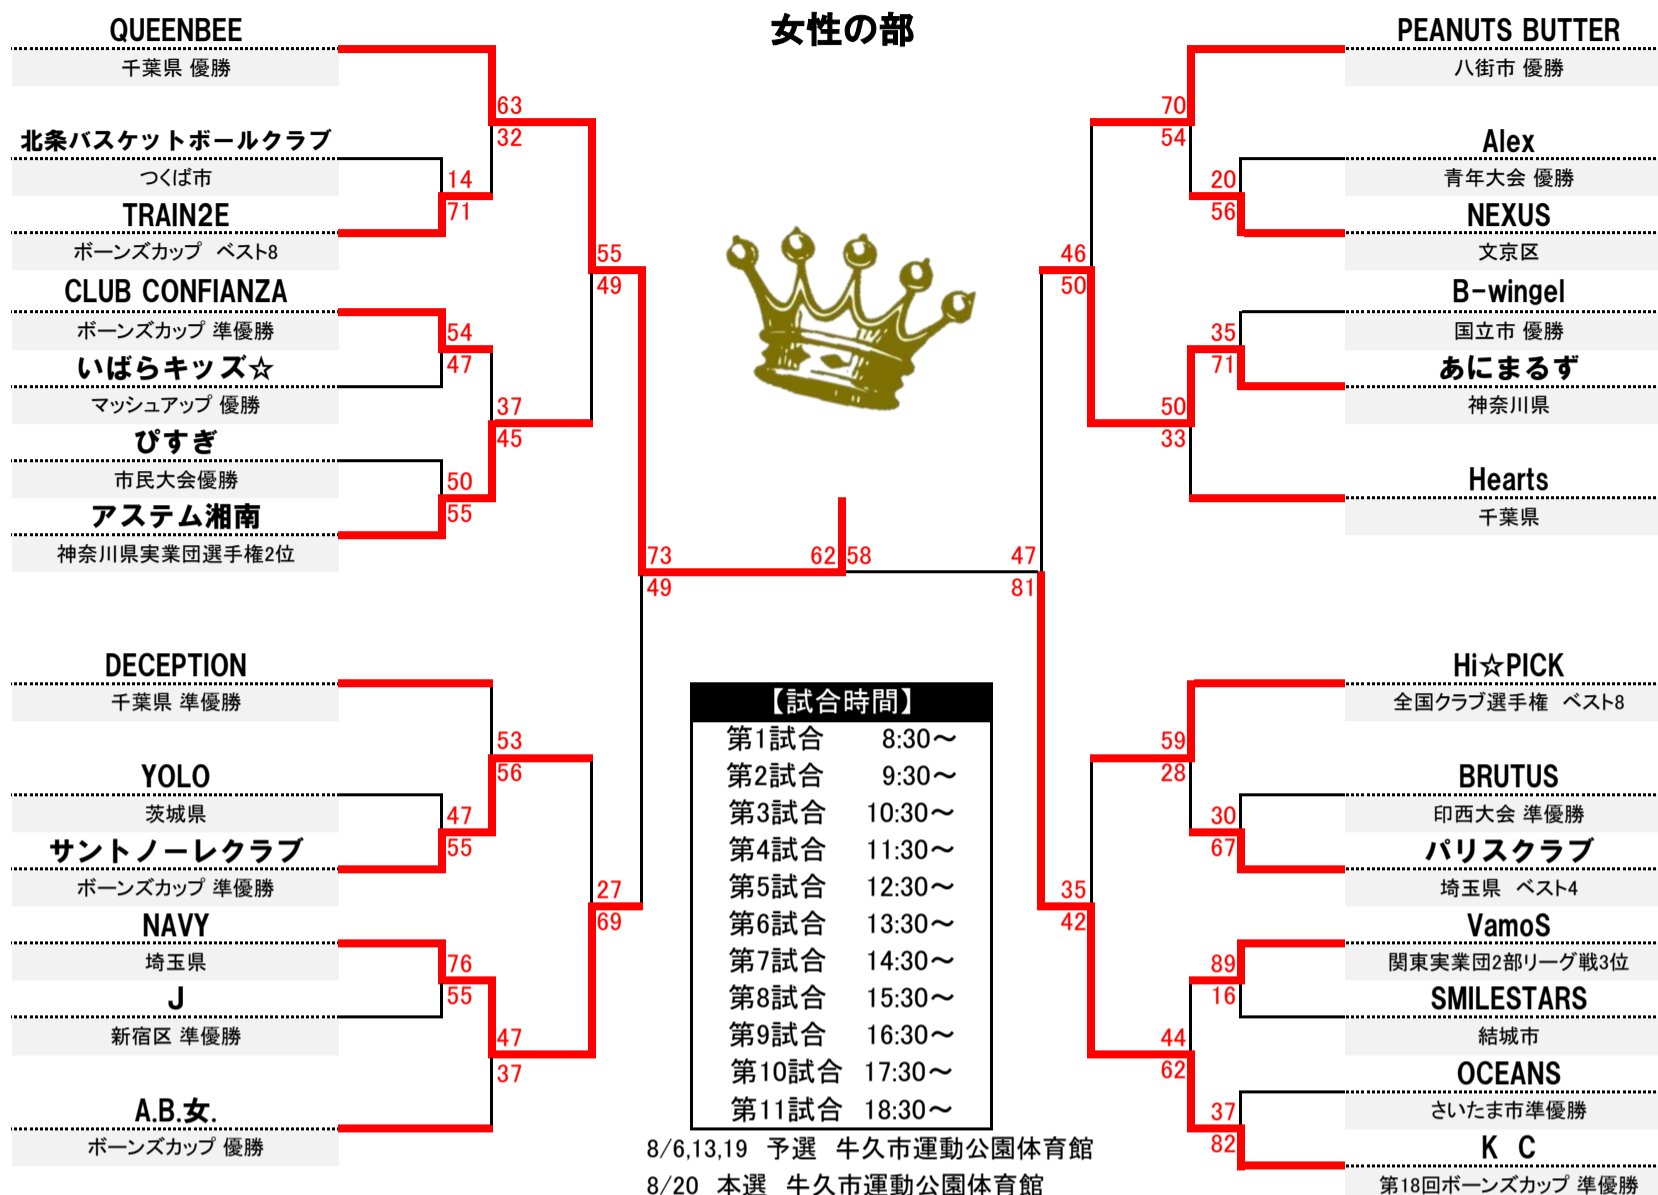 女性の部
QUEENBEE
千葉県 優勝
63
32
北条バスケットボールクラブ
つくば市
14
71
TRAIN2E
ボーンズカップ ベスト8
55
49
CLUB CONFIANZA
ボーンズカップ 準優勝
54
47
いばらキッズ☆
マッシュアップ 優勝
37
45
ぴすぎ
市民大会優勝
50
55
アステム湘南
神奈川県実業団選手権2位
73
49
DECEPTION
千葉県 準優勝
53
56
YOLO
茨城県
47
55
サントノーレクラブ
ボーンズカップ 準優勝
27
69
NAVY
埼玉県
76
55
J
新宿区 準優勝
47
37
A.B.女.
ボーンズカップ 優勝
62
58
PEANUTS BUTTER
八街市 優勝
70
54
Alex
青年大会 優勝
20
56
NEXUS
文京区
46
50
B-wingel
国立市 優勝
35
71
あにまるず
神奈川県
50
33
Hearts
千葉県
47
81
Hi☆PICK
全国クラブ選手権 ベスト8
59
28
BRUTUS
印西大会 準優勝
30
67
パリスクラブ
埼玉県 ベスト4
35
42
VamoS
関東実業団2部リーグ戦3位
89
16
SMILESTARS
結城市
44
62
OCEANS
さいたま市準優勝
37
82
K C
第18回ボーンズカップ 準優勝
【試合時間】
第1試合 8:30～
第2試合 9:30～
第3試合 10:30～
第4試合 11:30～
第5試合 12:30～
第6試合 13:30～
第7試合 14:30～
第8試合 15:30～
第9試合 16:30～
第10試合 17:30～
第11試合 18:30～
8/6,13,19 予選 牛久市運動公園体育館
8/20 本選 牛久市運動公園体育館